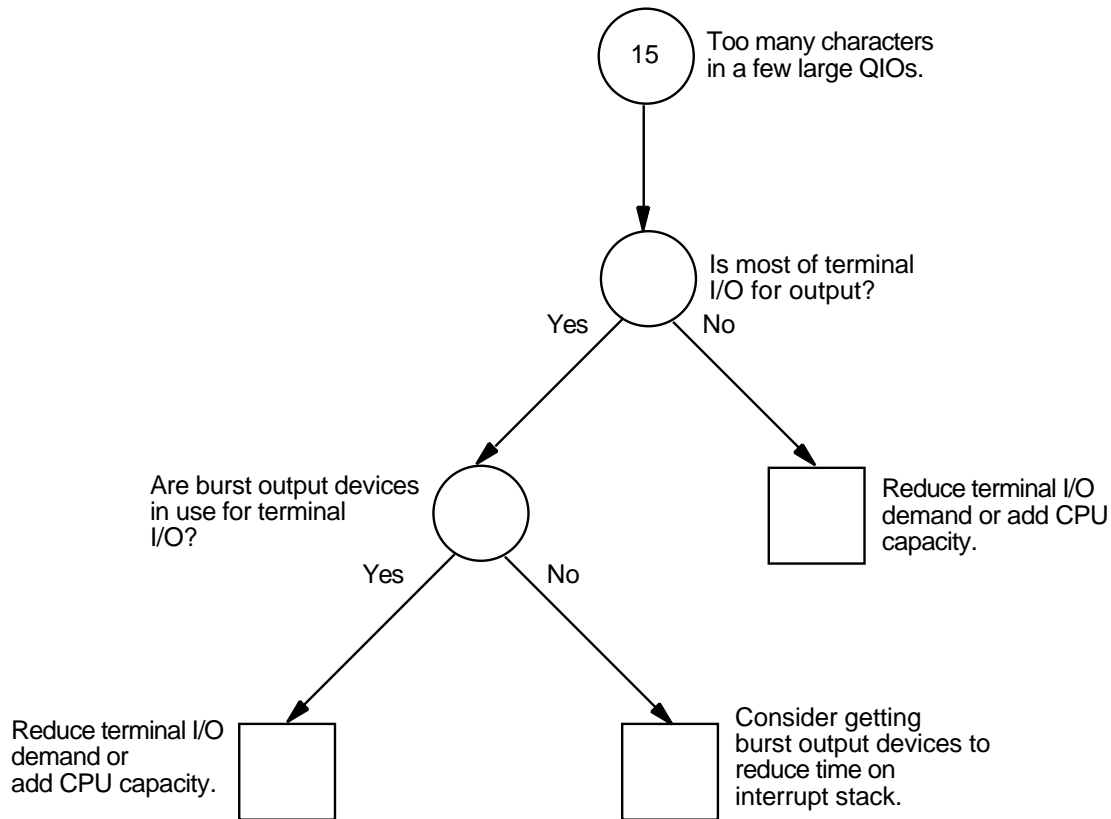 15
Too many characters
in a few large QIOs.
Is most of terminal
I/O for output?
Yes
No
Are burst output devices
in use for terminal
I/O?
Reduce terminal I/O
demand or add CPU
capacity.
Yes
No
Reduce terminal I/O
demand or
add CPU capacity.
Consider getting
burst output devices to
reduce time on
interrupt stack.